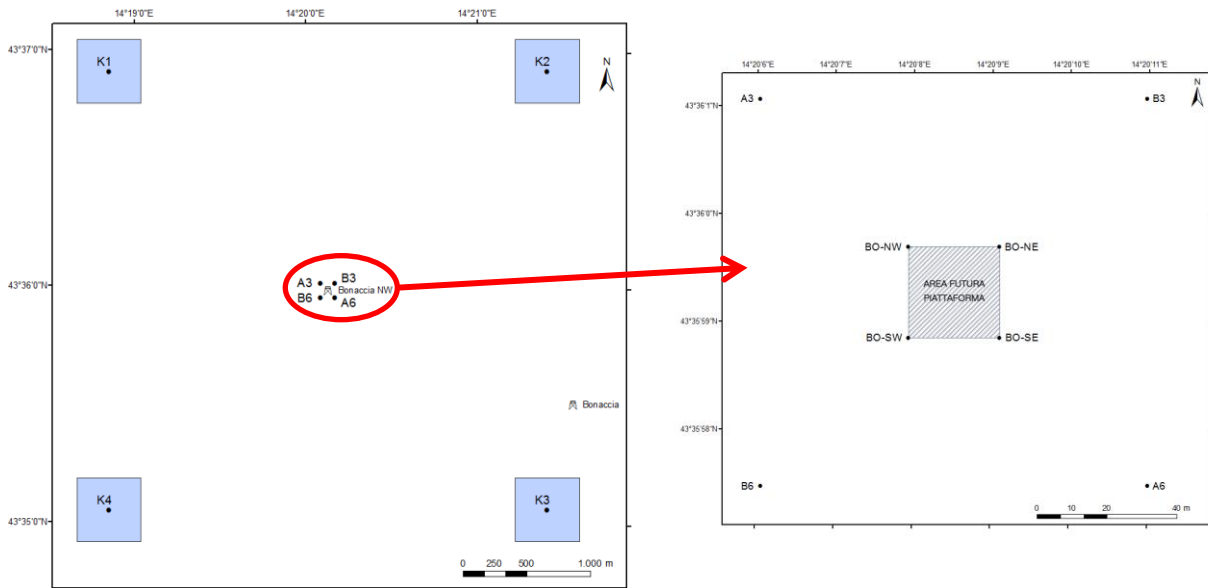 14°19'0"E 14°20'0"E 14°21'0"E
43°37'0"N
K1
K2
N
43°36'0"N
A3
B3
Bonaccia NW
B6
A6
Bonaccia
K4
K3
43°35'0"N
0 250 500 1.000 m
14°20'6"E 14°20'7"E 14°20'8"E 14°20'9"E 14°20'10"E 14°20'11"E
N
A3
B3
43°36'1"N
43°36'0"N
BO-NW
BO-NE
AREA FUTURA
PIATTAFORMA
43°35'59"N
BO-SW
BO-SE
43°35'58"N
B6
A6
0 10 20 40 m